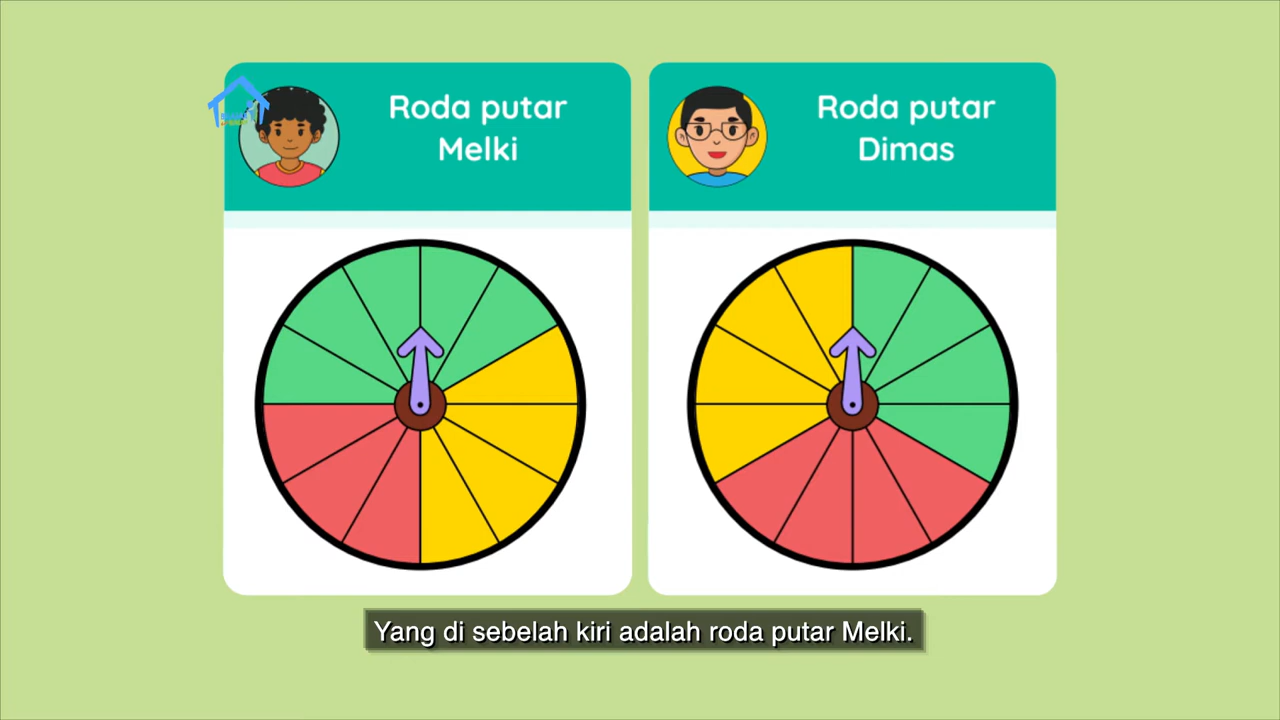 Roda putar
Melki
Roda putar
Dimas
Yang di sebelah kiri adalah roda putar Melki.